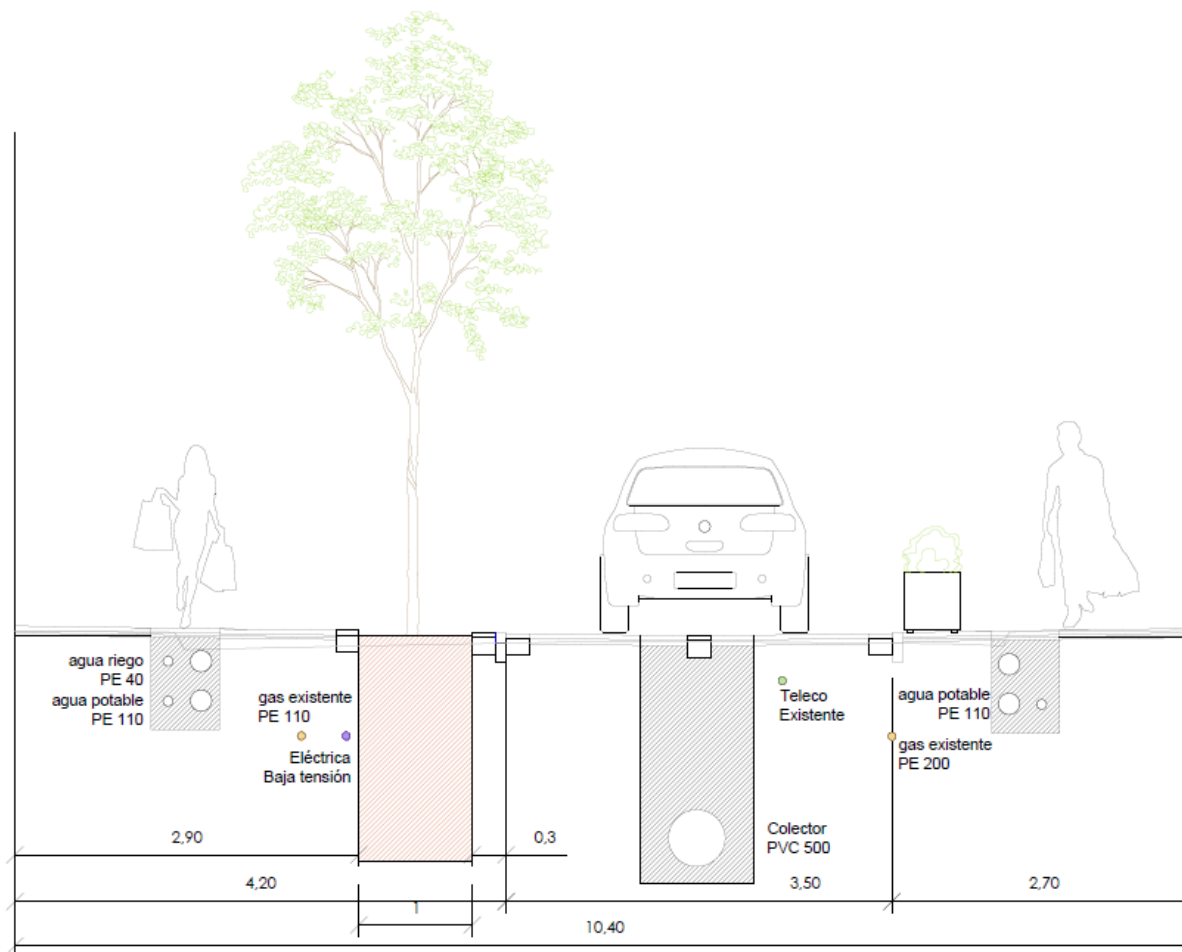 agua riego
PE 40
agua potable
PE 110
gas existente
PE 110
Eléctrica
Baja tensión
Teleco
Existente
agua potable
PE 110
gas existente
PE 200
Colector
PVC 500
2,90
0,3
4,20
3,50
2,70
1
10,40